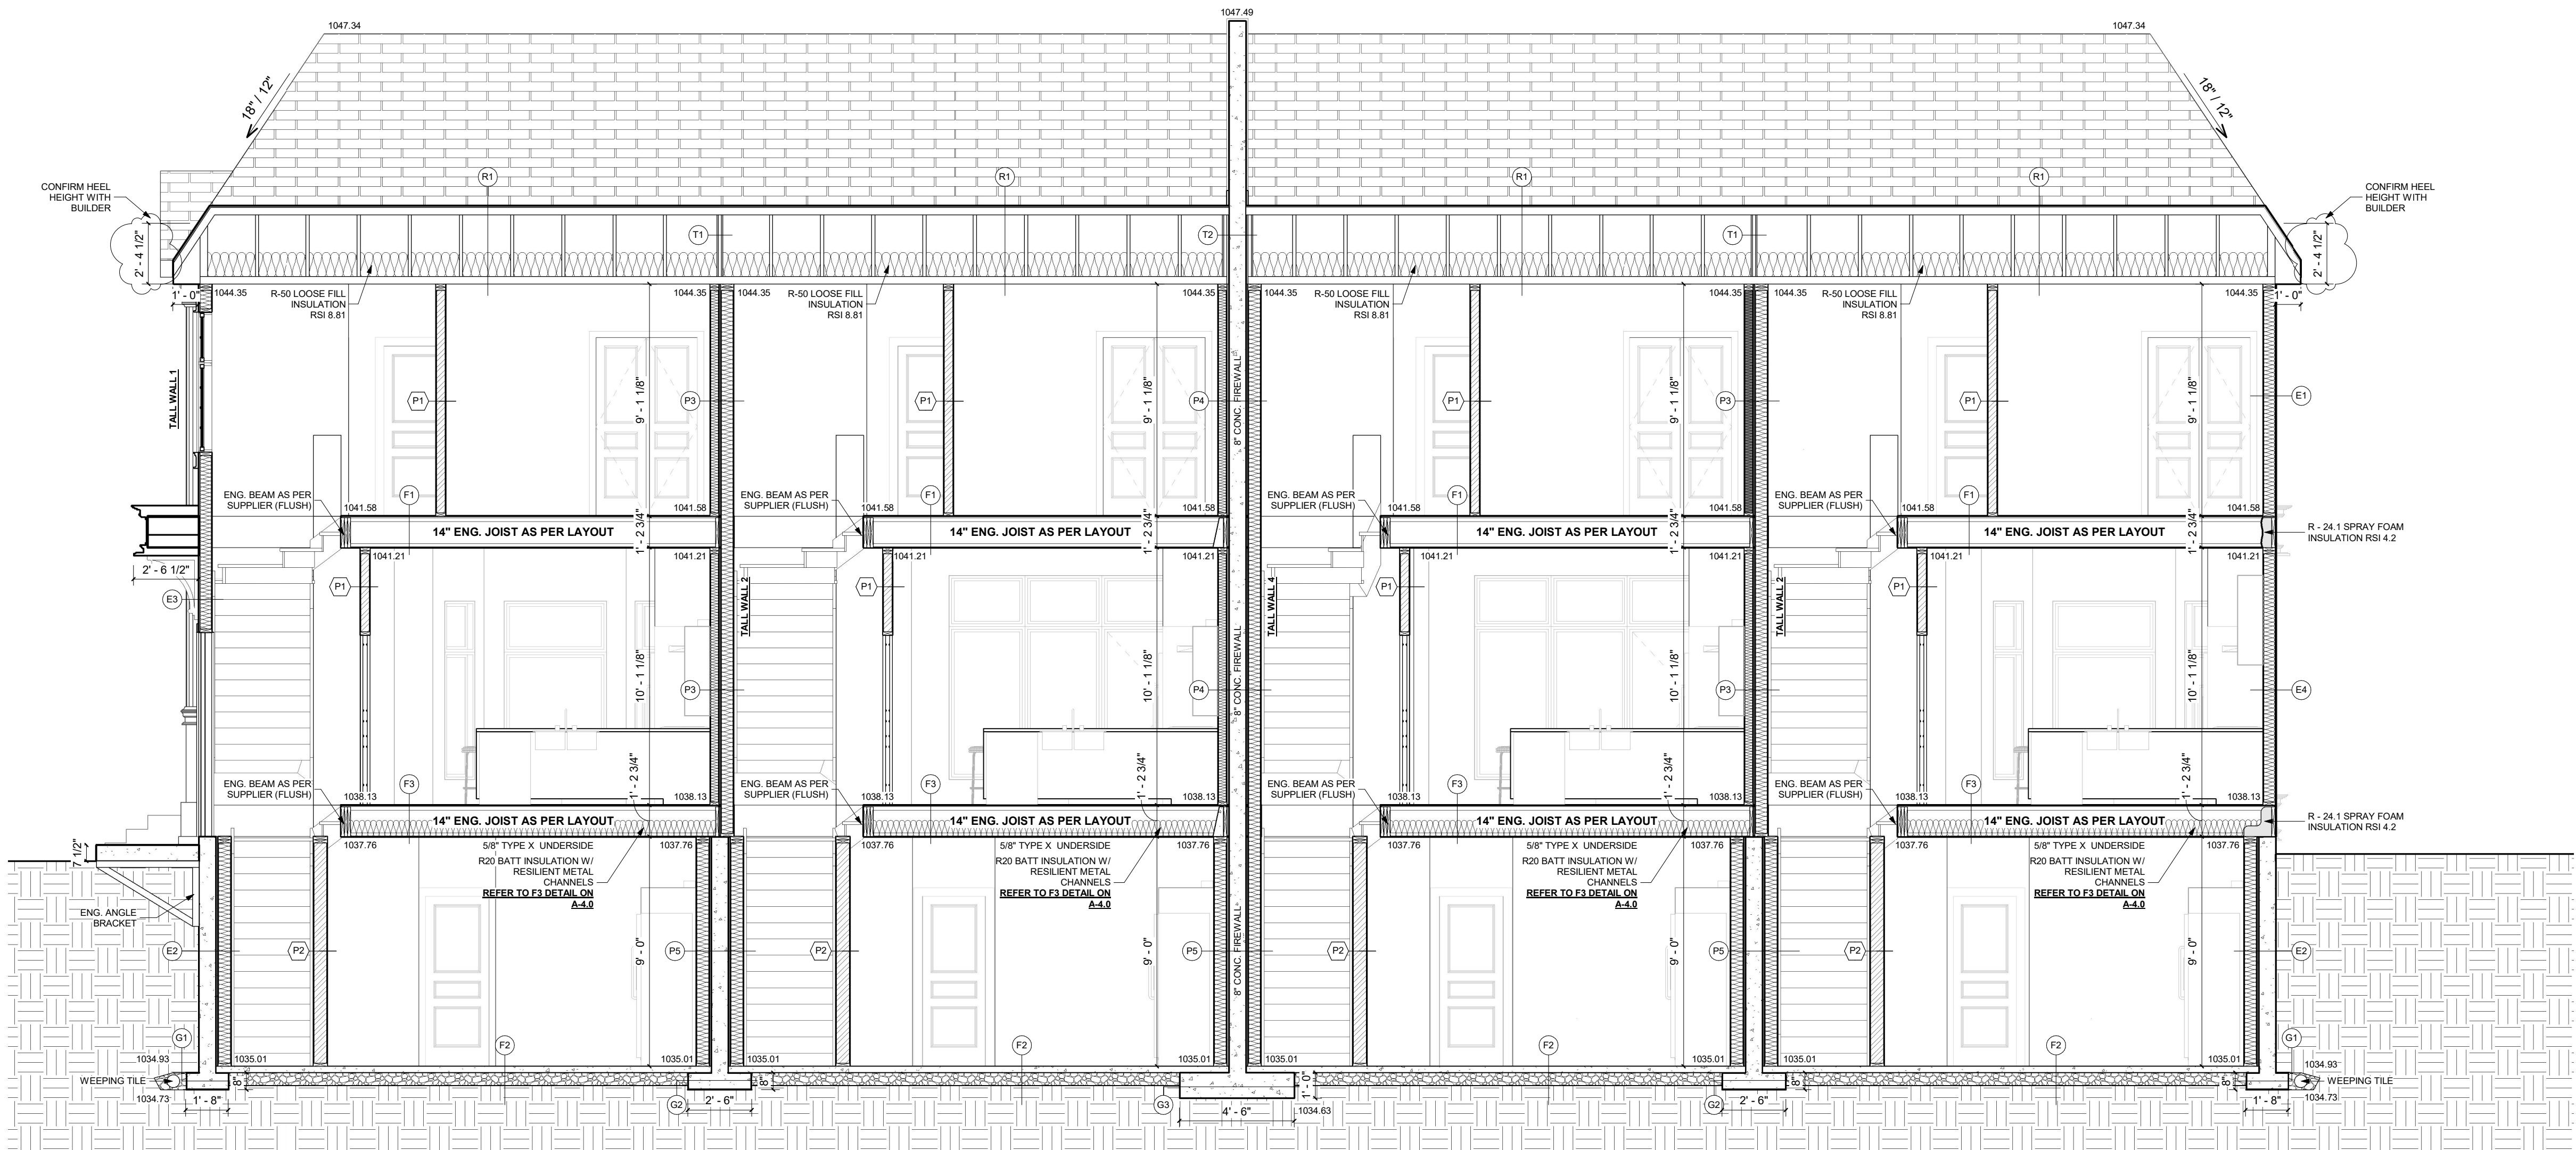 1047.34
1047.49
1047.34
18" / 12"
18" / 12"
CONFIRM HEEL
HEIGHT WITH
BUILDER
R1
R1
R1
R1
CONFIRM HEEL
HEIGHT WITH
BUILDER
2' - 4 1/2"
T1
T2
T1
2' - 4 1/2"
1' - 0"
1044.35
R-50 LOOSE FILL
INSULATION
RSI 8.81
1044.35
1044.35
R-50 LOOSE FILL
INSULATION
RSI 8.81
1044.35
1044.35
R-50 LOOSE FILL
INSULATION
RSI 8.81
1044.35
1044.35
R-50 LOOSE FILL
INSULATION
RSI 8.81
1044.35
1' - 0"
TALL WALL 1
P1
9' - 1 1/8"
P3
P1
9' - 1 1/8"
P4
8" CONC. FIREWALL
P1
9' - 1 1/8"
P3
P1
9' - 1 1/8"
E1
ENG. BEAM AS PER
SUPPLIER (FLUSH)
1041.58
F1
1041.58
ENG. BEAM AS PER
SUPPLIER (FLUSH)
1041.58
F1
1041.58
ENG. BEAM AS PER
SUPPLIER (FLUSH)
1041.58
F1
1041.58
ENG. BEAM AS PER
SUPPLIER (FLUSH)
1041.58
F1
1041.58
14" ENG. JOIST AS PER LAYOUT
1' - 2 3/4"
14" ENG. JOIST AS PER LAYOUT
1' - 2 3/4"
14" ENG. JOIST AS PER LAYOUT
1' - 2 3/4"
14" ENG. JOIST AS PER LAYOUT
1' - 2 3/4"
R - 24.1 SPRAY FOAM
INSULATION RSI 4.2
1041.21
1041.21
1041.21
1041.21
1041.21
1041.21
1041.21
1041.21
2' - 6 1/2"
E3
P1
TALL WALL 2
P1
TALL WALL 4
P1
TALL WALL 2
P1
10' - 1 1/8"
P3
10' - 1 1/8"
P4
8" CONC. FIREWALL
10' - 1 1/8"
P3
10' - 1 1/8"
E4
ENG. BEAM AS PER
SUPPLIER (FLUSH)
1038.13
F3
1' - 2 3/4"
1038.13
ENG. BEAM AS PER
SUPPLIER (FLUSH)
1038.13
F3
1' - 2 3/4"
1038.13
ENG. BEAM AS PER
SUPPLIER (FLUSH)
1038.13
F3
1' - 2 3/4"
1038.13
ENG. BEAM AS PER
SUPPLIER (FLUSH)
1038.13
F3
1' - 2 3/4"
1038.13
14" ENG. JOIST AS PER LAYOUT
14" ENG. JOIST AS PER LAYOUT
14" ENG. JOIST AS PER LAYOUT
14" ENG. JOIST AS PER LAYOUT
R - 24.1 SPRAY FOAM
INSULATION RSI 4.2
7 1/2"
1037.76
5/8" TYPE X UNDERSIDE
1037.76
R20 BATT INSULATION W/
RESILIENT METAL
CHANNELS
REFER TO F3 DETAIL ON
A-4.0
1037.76
5/8" TYPE X UNDERSIDE
1037.76
R20 BATT INSULATION W/
RESILIENT METAL
CHANNELS
REFER TO F3 DETAIL ON
A-4.0
1037.76
5/8" TYPE X UNDERSIDE
1037.76
R20 BATT INSULATION W/
RESILIENT METAL
CHANNELS
REFER TO F3 DETAIL ON
A-4.0
1037.76
5/8" TYPE X UNDERSIDE
1037.76
R20 BATT INSULATION W/
RESILIENT METAL
CHANNELS
REFER TO F3 DETAIL ON
A-4.0
ENG. ANGLE
BRACKET
E2
P2
9' - 0"
P5
P2
9' - 0"
P5
8" CONC. FIREWALL
P2
9' - 0"
P5
P2
9' - 0"
E2
G1
F2
F2
F2
F2
G1
1034.93
1035.01
1035.01
1035.01
1035.01
1035.01
1035.01
1035.01
1035.01
1034.93
WEEPING TILE
8"
8"
1' - 0"
8"
8"
WEEPING TILE
1034.73
1' - 8"
G2
2' - 6"
G3
4' - 6"
1034.63
G2
2' - 6"
1' - 8"
1034.73